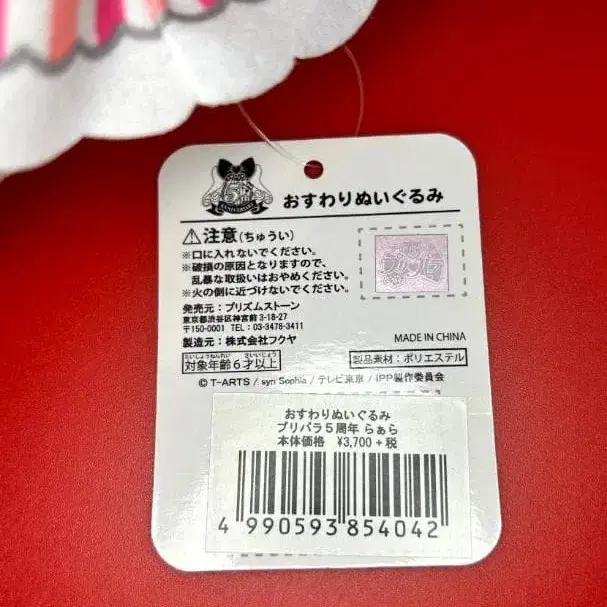 5th
ANNIVERSARY
おすわりぬいぐるみ
⚠注意(ちゅうい)
※口に入れないでください。
※破損の原因となりますので、
乱暴な取扱いはおやめください。
※火の側に近づけないでください。
プリパラ
発売元：プリズムストーン
東京都渋谷区神宮前 3-18-27
〒150-0001 TEL：03-3478-3411
製造元：株式会社フクヤ
MADE IN CHINA
たいしょうねんれい さいいじょう
対象年齢6才以上
製品素材：ポリエステル
© T-ARTS / syn Sophia / テレビ東京 / IPP製作委員会
おすわりぬいぐるみ
プリパラ5周年 らぁら
本体価格 ¥3,700＋税
4 990593 854042